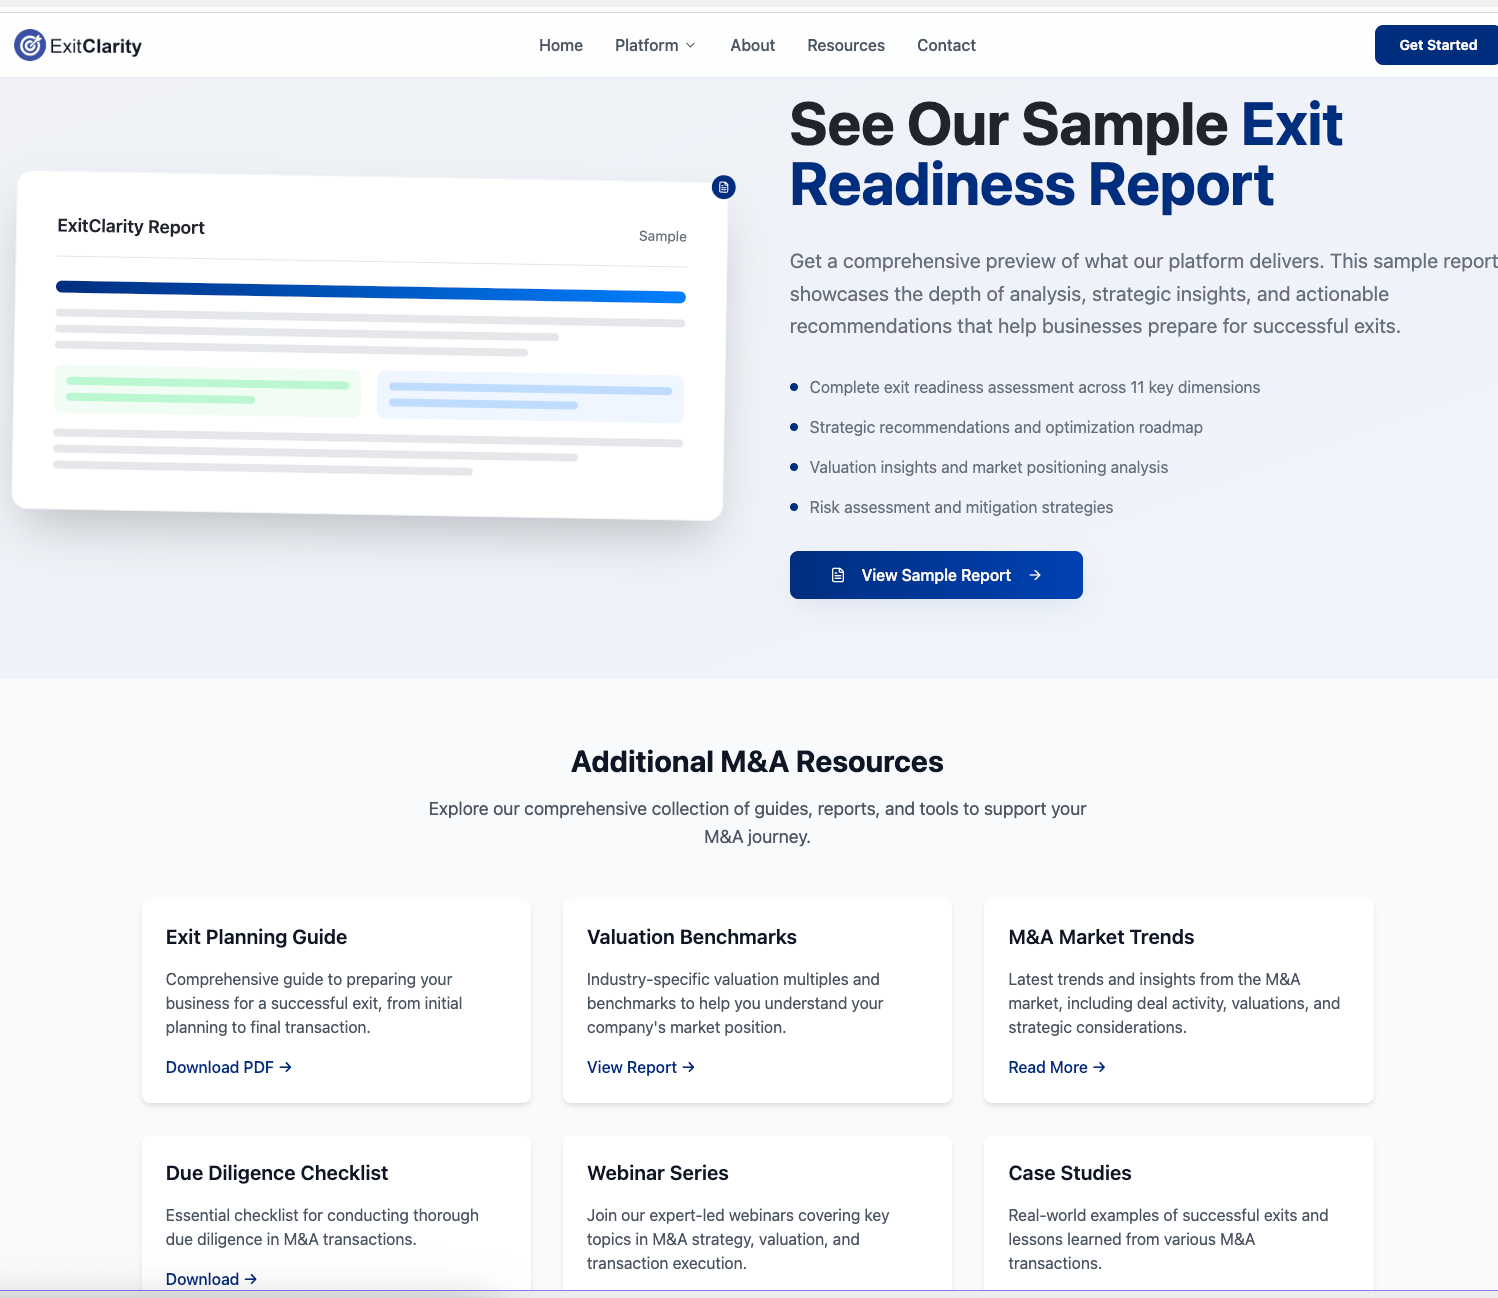 ExitClarity
Home
Platform
About
Resources
Contact
Get Started
ExitClarity Report
Sample
See Our Sample Exit
Readiness Report
Get a comprehensive preview of what our platform delivers. This sample report
showcases the depth of analysis, strategic insights, and actionable
recommendations that help businesses prepare for successful exits.
Complete exit readiness assessment across 11 key dimensions
Strategic recommendations and optimization roadmap
Valuation insights and market positioning analysis
Risk assessment and mitigation strategies
View Sample Report →
Additional M&A Resources
Explore our comprehensive collection of guides, reports, and tools to support your
M&A journey.
Exit Planning Guide
Comprehensive guide to preparing your
business for a successful exit, from initial
planning to final transaction.
Download PDF →
Valuation Benchmarks
Industry-specific valuation multiples and
benchmarks to help you understand your
company's market position.
View Report →
M&A Market Trends
Latest trends and insights from the M&A
market, including deal activity, valuations, and
strategic considerations.
Read More →
Due Diligence Checklist
Essential checklist for conducting thorough
due diligence in M&A transactions.
Download →
Webinar Series
Join our expert-led webinars covering key
topics in M&A strategy, valuation, and
transaction execution.
Case Studies
Real-world examples of successful exits and
lessons learned from various M&A
transactions.